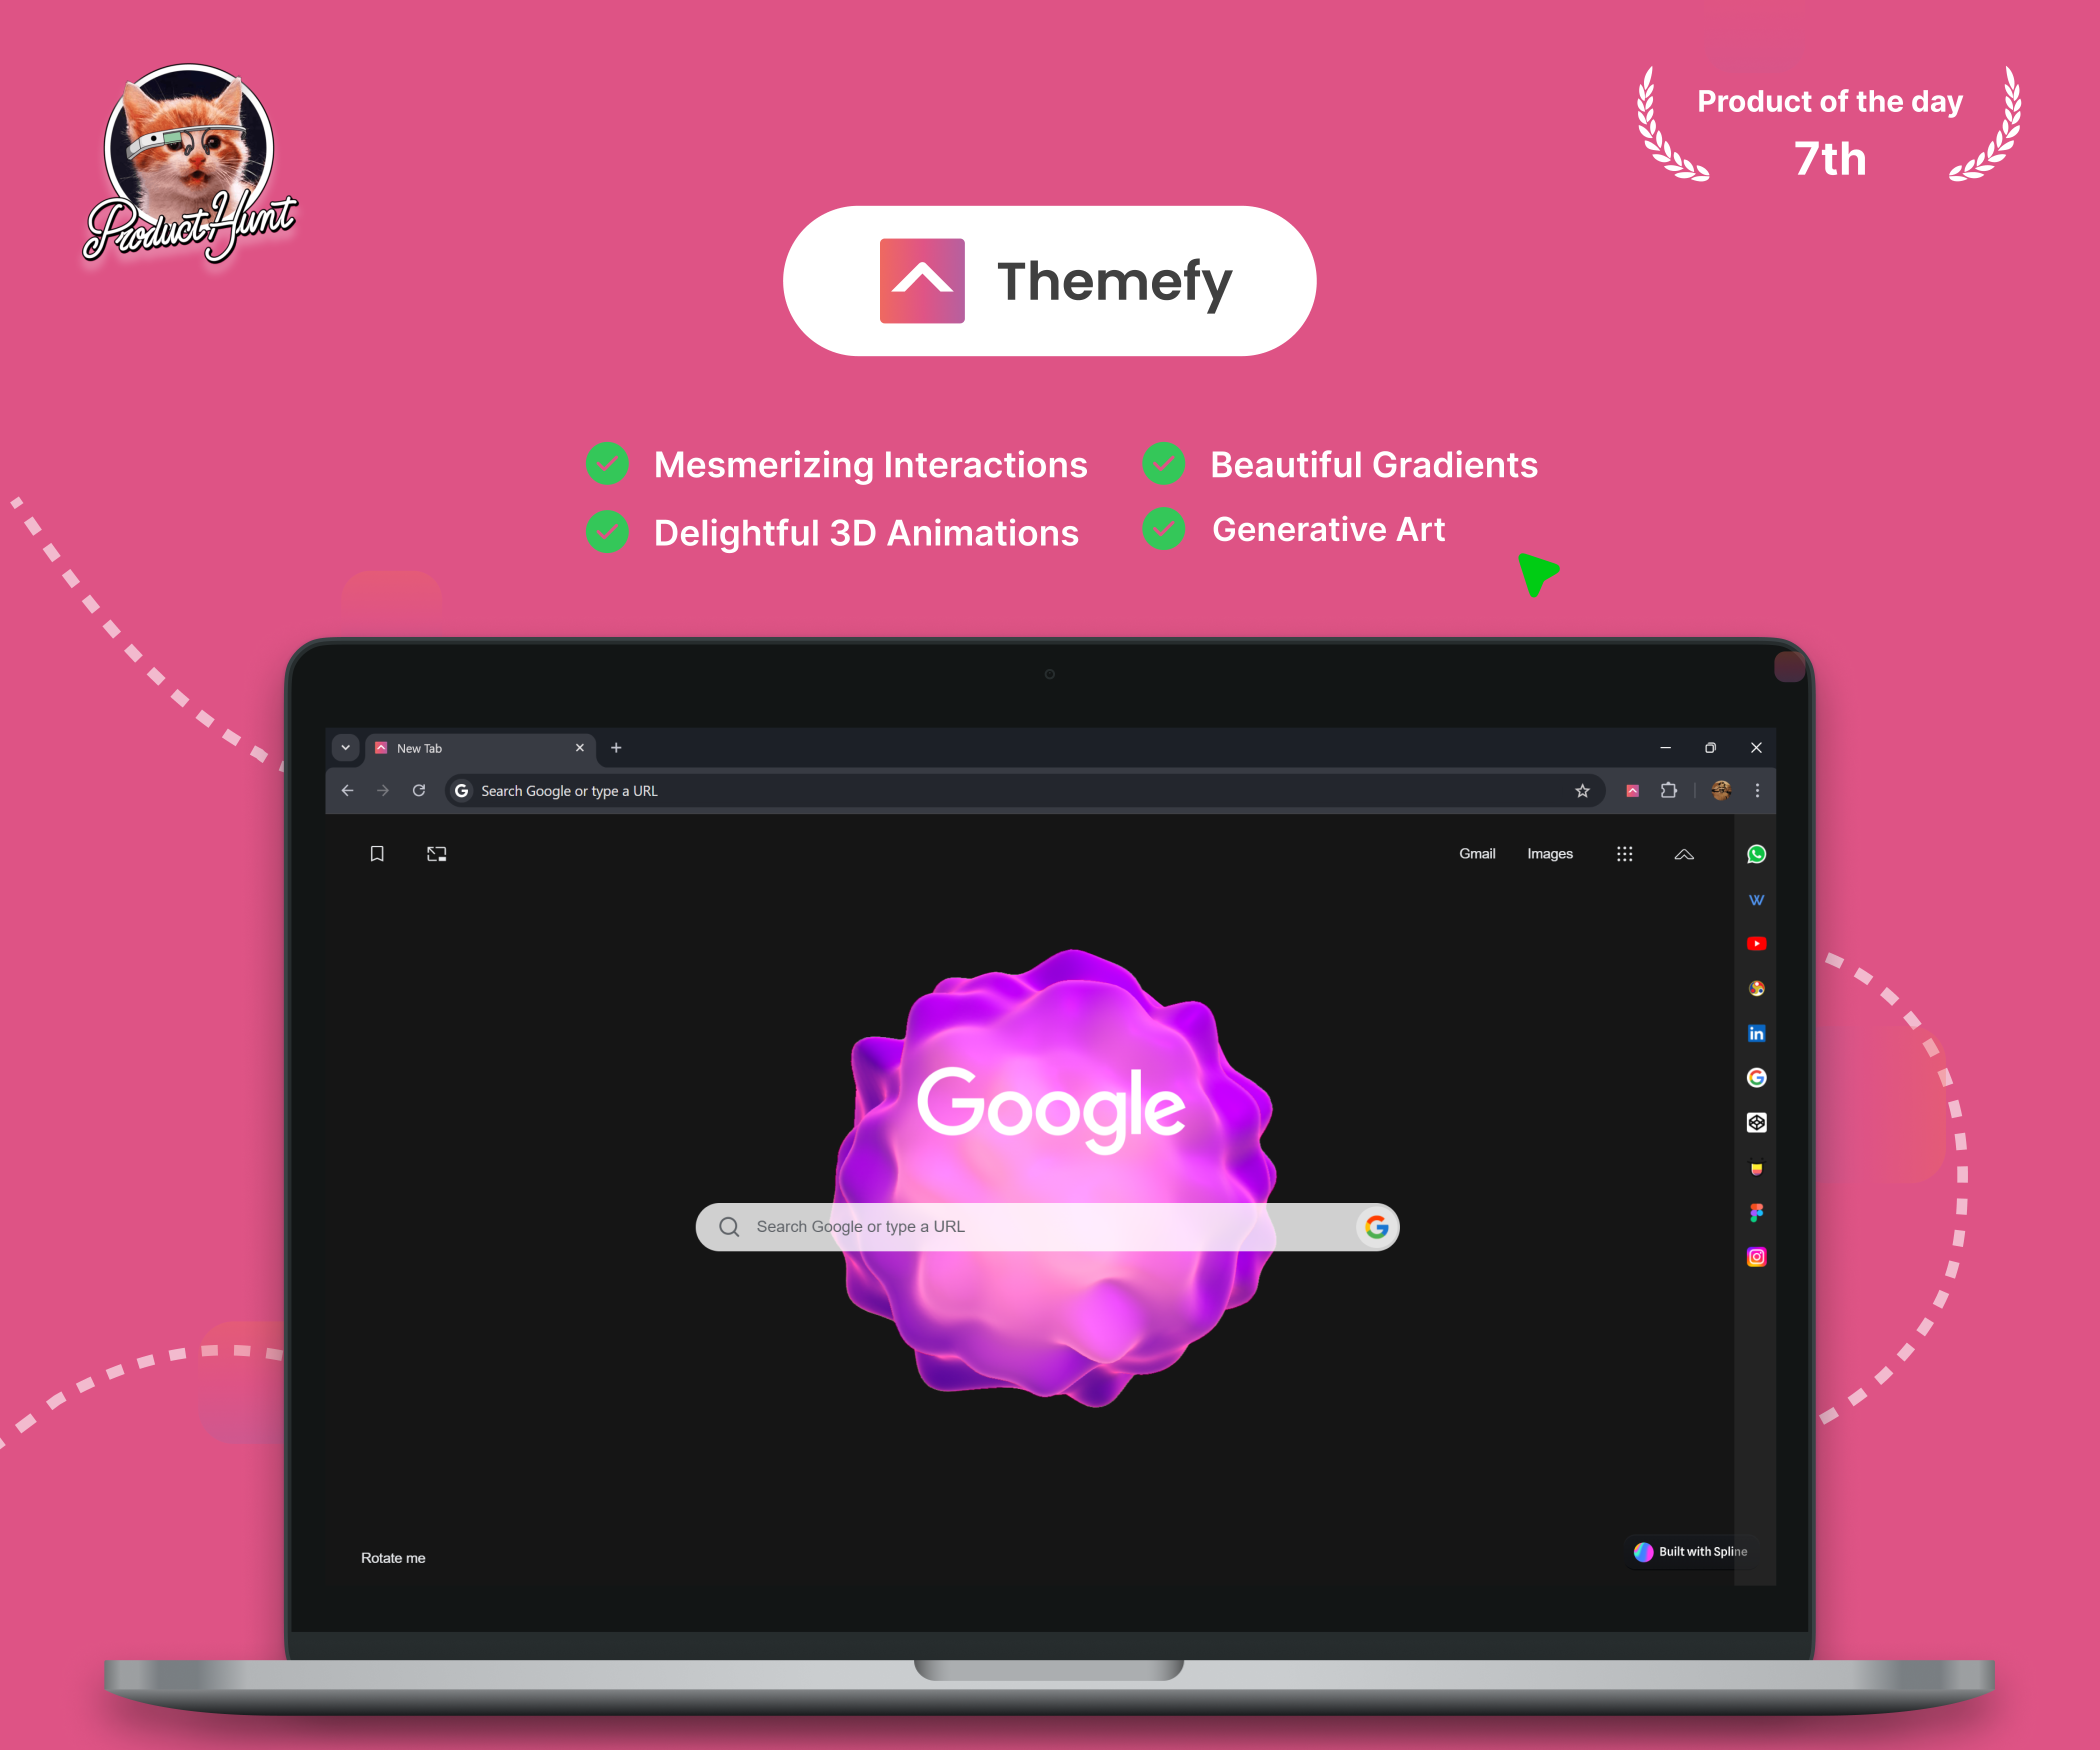 Product Hunt
Product of the day
7th
Themefy
Mesmerizing Interactions
Beautiful Gradients
Delightful 3D Animations
Generative Art
New Tab
Search Google or type a URL
Gmail
Images
W
in
Google
Search Google or type a URL
Rotate me
Built with Spline